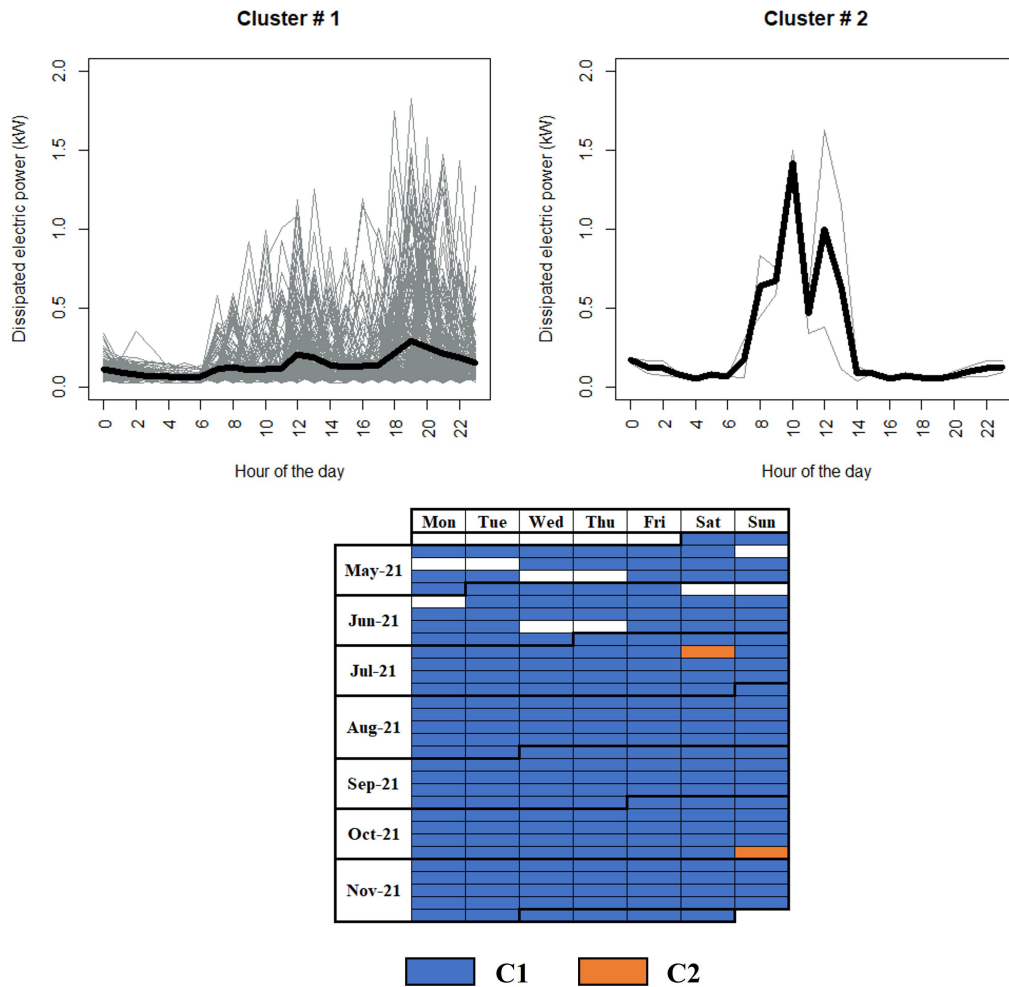 Cluster # 1
Cluster # 2
Dissipated electric power (kW)
2.0
1.5
1.0
0.5
0.0
0 2 4 6 8 10 12 14 16 18 20 22
Hour of the day
Dissipated electric power (kW)
2.0
1.5
1.0
0.5
0.0
0 2 4 6 8 10 12 14 16 18 20 22
Hour of the day
Mon Tue Wed Thu Fri Sat Sun
May-21
Jun-21
Jul-21
Aug-21
Sep-21
Oct-21
Nov-21
C1 C2